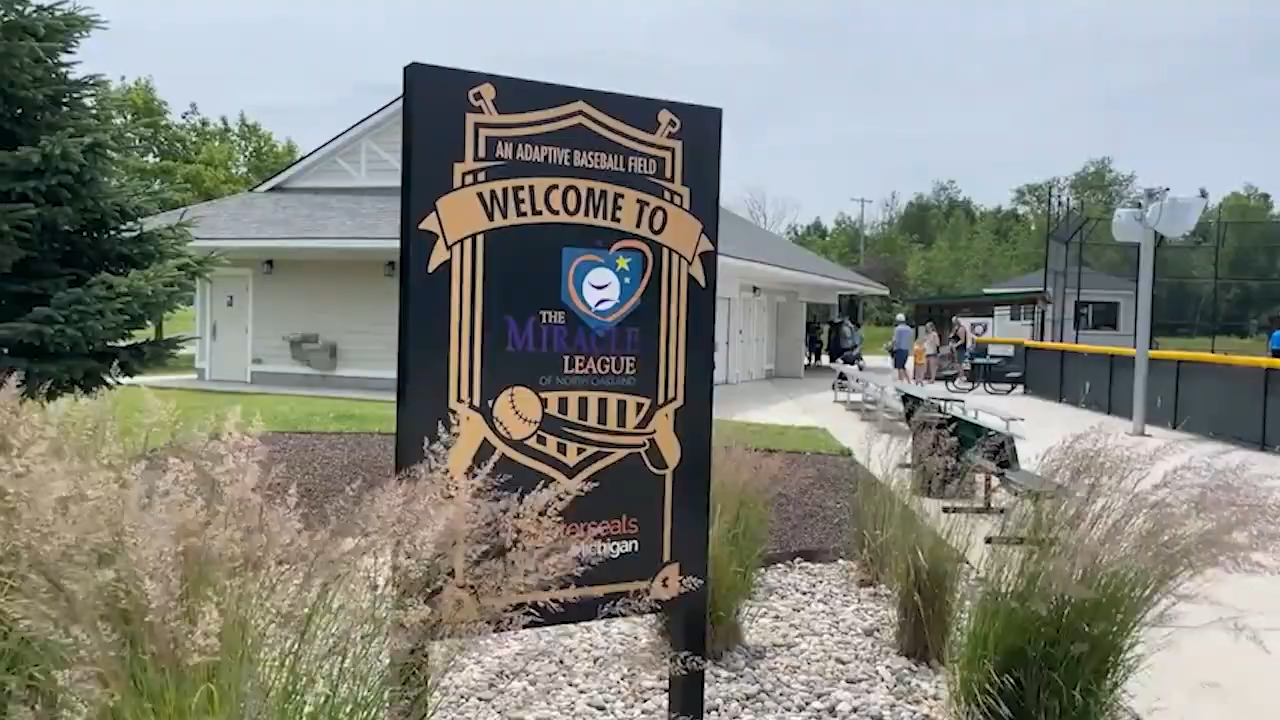 AN ADAPTIVE BASEBALL FIELD
WELCOME TO
THE
MIRACLE
LEAGUE
OF NORTH OAKLAND